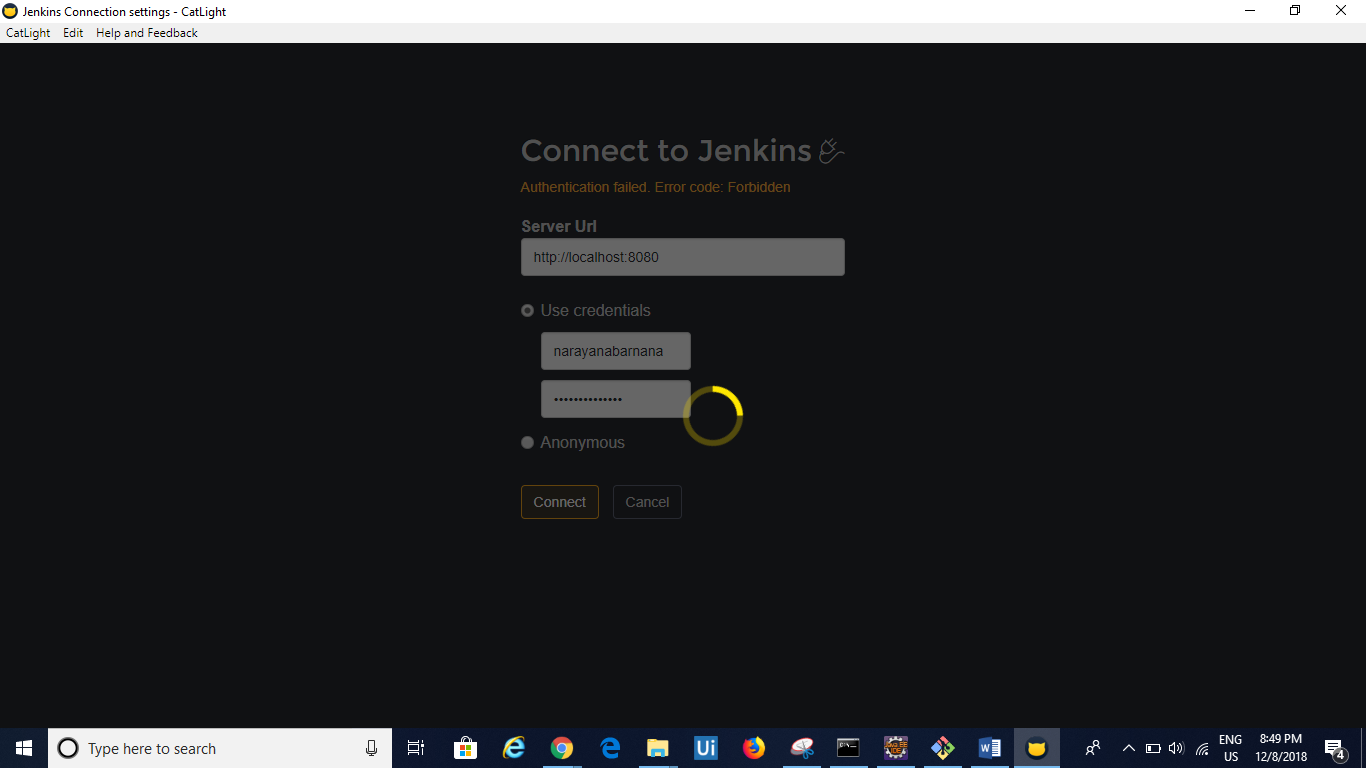 Jenkins Connection settings - CatLight
CatLight Edit Help and Feedback
Connect to Jenkins
Authentication failed. Error code: Forbidden
Server Url
http://localhost:8080
Use credentials
narayanabarnana
••••••••••••••
Anonymous
Connect Cancel
Type here to search
Ui
ENG
US
8:49 PM
12/8/2018
4